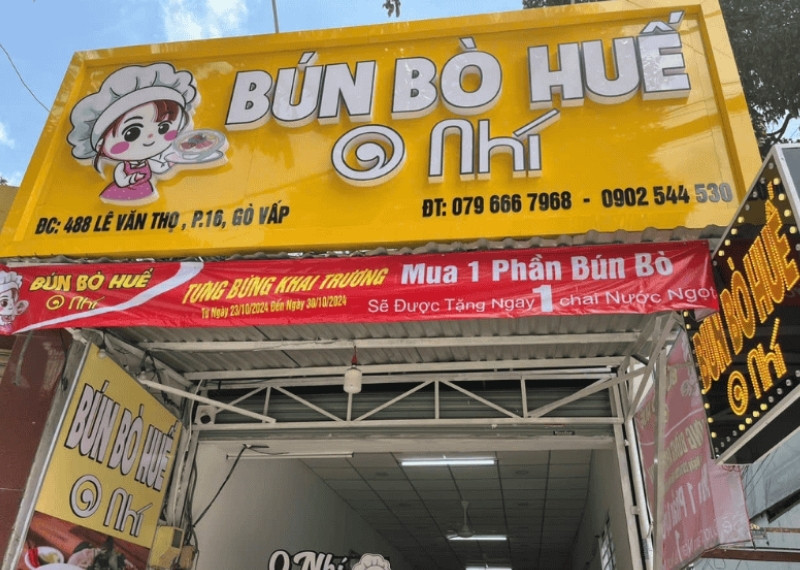 BÚN BÒ HUẾ
O Nhí
ĐC: 488 LÊ VĂN THỌ , P.16, GÒ VẤP
ĐT: 079 666 7968 - 0902 544 530
BÚN BÒ HUẾ
O Nhí
TƯNG BỪNG KHAI TRƯƠNG
Từ Ngày 23/10/2024 Đến Ngày 30/10/2024
Mua 1 Phần Bún Bò
Sẽ Được Tặng Ngay 1 chai Nước Ngọt
BÚN BÒ HUẾ
O Nhí
BÚN BÒ HUẾ
O Nhí
O Nhí